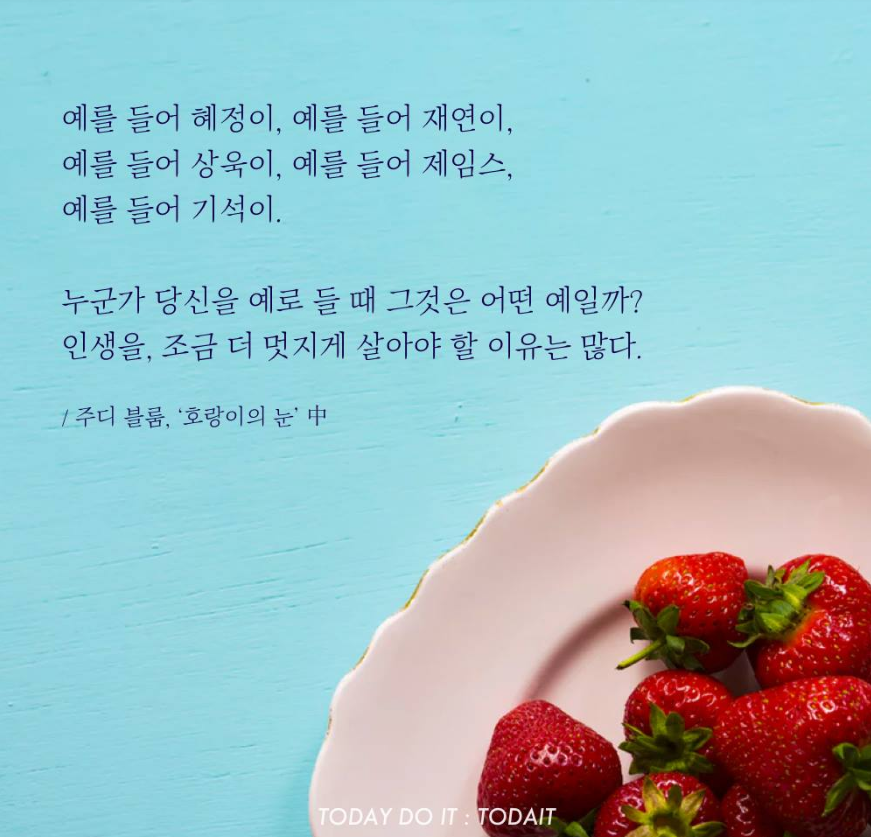 예를 들어 혜정이, 예를 들어 재연이,
예를 들어 상욱이, 예를 들어 제임스,
예를 들어 기석이.
누군가 당신을 예로 들 때 그것은 어떤 예일까?
인생을, 조금 더 멋지게 살아야 할 이유는 많다.
/ 주디 블룸, ‘호랑이의 눈’ 中
TODAY DO IT : TODAIT